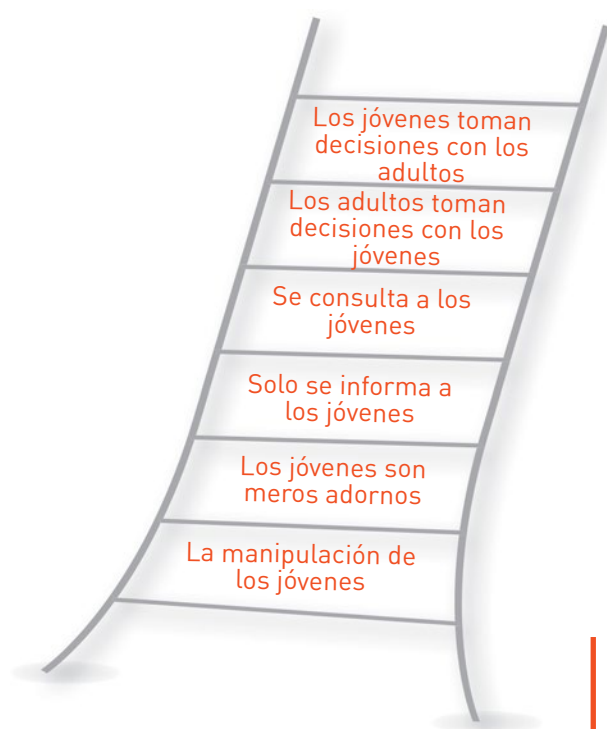 Los jóvenes toman
decisiones con los
adultos
Los adultos toman
decisiones con los
jóvenes
Se consulta a los
jóvenes
Solo se informa a
los jóvenes
Los jóvenes son
meros adornos
La manipulación de
los jóvenes